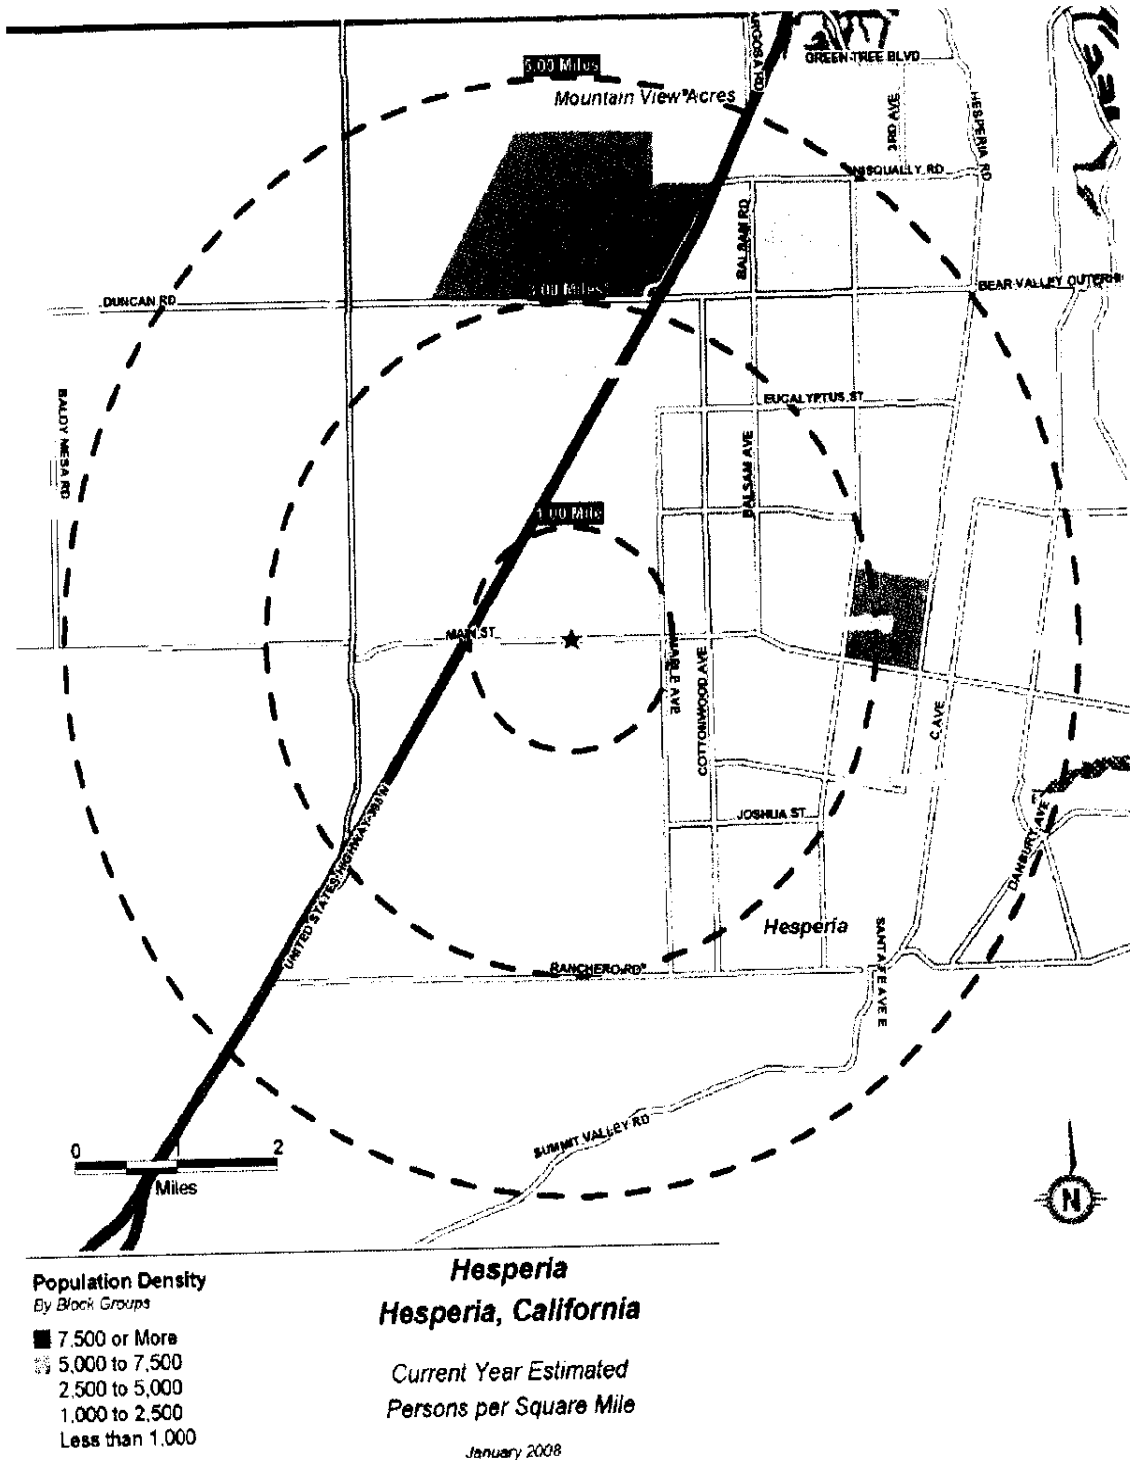 5.00 Miles
Mountain View Acres
GREEN TREE BLVD
3RD AVE
HESPERIA RD
NISQUALLY RD
BALSAM RD
DUNCAN RD
.00 Miles
BEAR VALLEY OUTERHI
BALDY MESA RD
EUCALYPTUS ST
BALSAM AVE
1.00 Mile
MAIN ST
MAPLE AVE
COTTONWOOD AVE
C AVE
UNITED STATES HIGHWAY 395 N
JOSHUA ST
DANBURY AVE
Hesperia
SANTA FE AVE E
RANCHERO RD
SUMMIT VALLEY RD
0 1 2
Miles
N
Population Density
By Block Groups
7,500 or More
5,000 to 7,500
2,500 to 5,000
1,000 to 2,500
Less than 1,000
Hesperia
Hesperia, California
Current Year Estimated
Persons per Square Mile
January 2008